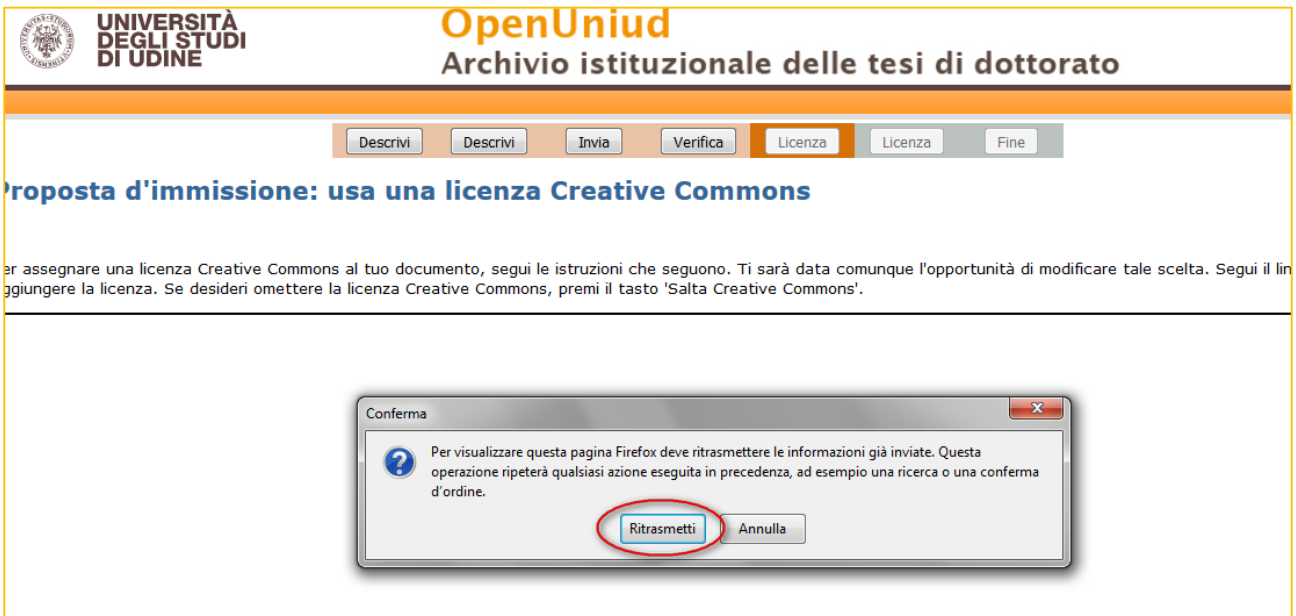 UNIVERSITÀ
DEGLI STUDI
DI UDINE
OpenUniud
Archivio istituzionale delle tesi di dottorato
Descrivi Descrivi Invia Verifica Licenza Licenza Fine
Proposta d'immissione: usa una licenza Creative Commons
er assegnare una licenza Creative Commons al tuo documento, segui le istruzioni che seguono. Ti sarà data comunque l'opportunità di modificare tale scelta. Segui il lin
ggiungere la licenza. Se desideri omettere la licenza Creative Commons, premi il tasto 'Salta Creative Commons'.
Conferma
Per visualizzare questa pagina Firefox deve ritrasmettere le informazioni già inviate. Questa
operazione ripeterà qualsiasi azione eseguita in precedenza, ad esempio una ricerca o una conferma
d'ordine.
Ritrasmetti Annulla